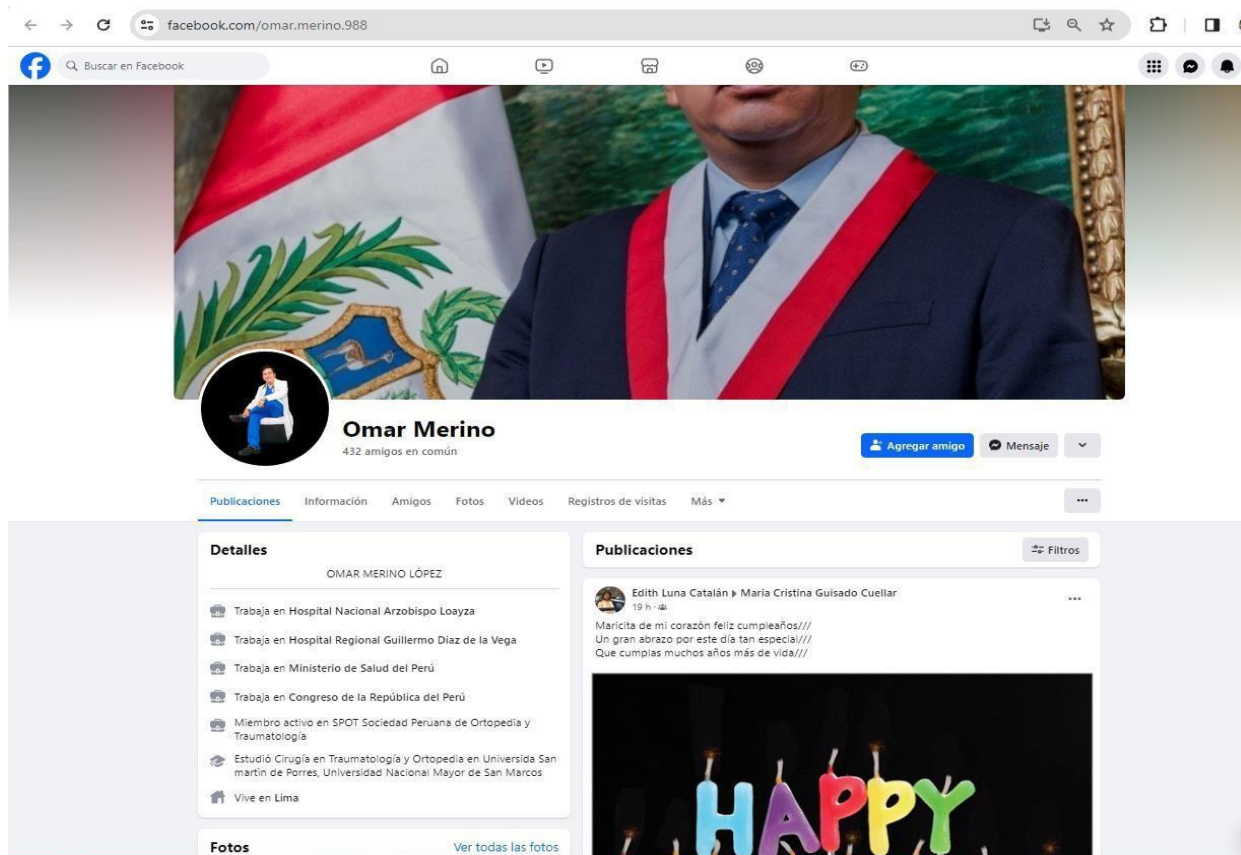 facebook.com/omar.merino.988
Buscar en Facebook
Omar Merino
432 amigos en común
Agregar amigo
Mensaje
Publicaciones
Información
Amigos
Fotos
Videos
Registros de visitas
Más
Detalles
OMAR MERINO LÓPEZ
Trabaja en Hospital Nacional Arzobispo Loayza
Trabaja en Hospital Regional Guillermo Díaz de la Vega
Trabaja en Ministerio de Salud del Perú
Trabaja en Congreso de la República del Perú
Miembro activo en SPOT Sociedad Peruana de Ortopedia y
Traumatología
Estudió Cirugía en Traumatología y Ortopedia en Universida San
martìn de Porres, Universidad Nacional Mayor de San Marcos
Vive en Lima
Fotos
Ver todas las fotos
Publicaciones
Filtros
Edith Luna Catalán ▸ Maria Cristina Guisado Cuellar
19 h ·
Maricita de mi corazón feliz cumpleaños///
Un gran abrazo por este día tan especial///
Que cumplas muchos años más de vida///
HAPPY